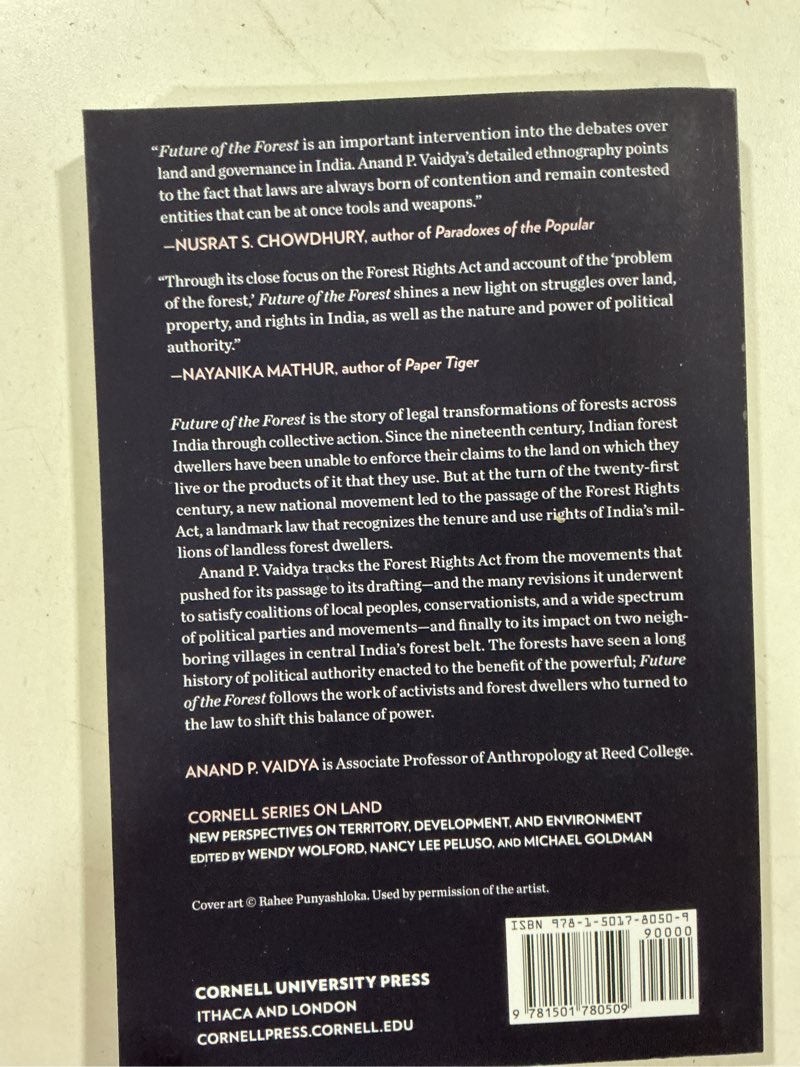 “Future of the Forest is an important intervention into the debates over
land and governance in India. Anand P. Vaidya’s detailed ethnography points
to the fact that laws are always born of contention and remain contested
entities that can be at once tools and weapons.”
—NUSRAT S. CHOWDHURY, author of Paradoxes of the Popular
“Through its close focus on the Forest Rights Act and account of the ‘problem
of the forest,’ Future of the Forest shines a new light on struggles over land,
property, and rights in India, as well as the nature and power of political
authority.”
—NAYANIKA MATHUR, author of Paper Tiger
Future of the Forest is the story of legal transformations of forests across
India through collective action. Since the nineteenth century, Indian forest
dwellers have been unable to enforce their claims to the land on which they
live or the products of it that they use. But at the turn of the twenty-first
century, a new national movement led to the passage of the Forest Rights
Act, a landmark law that recognizes the tenure and use rights of India’s mil-
lions of landless forest dwellers.
Anand P. Vaidya tracks the Forest Rights Act from the movements that
pushed for its passage to its drafting—and the many revisions it underwent
to satisfy coalitions of local peoples, conservationists, and a wide spectrum
of political parties and movements—and finally to its impact on two neigh-
boring villages in central India’s forest belt. The forests have seen a long
history of political authority enacted to the benefit of the powerful; Future
of the Forest follows the work of activists and forest dwellers who turned to
the law to shift this balance of power.
ANAND P. VAIDYA is Associate Professor of Anthropology at Reed College.
CORNELL SERIES ON LAND
NEW PERSPECTIVES ON TERRITORY, DEVELOPMENT, AND ENVIRONMENT
EDITED BY WENDY WOLFORD, NANCY LEE PELUSO, AND MICHAEL GOLDMAN
Cover art © Rahee Punyashloka. Used by permission of the artist.
ISBN 978-1-5017-8050-9
90000
9 781501 780509
CORNELL UNIVERSITY PRESS
ITHACA AND LONDON
CORNELLPRESS.CORNELL.EDU